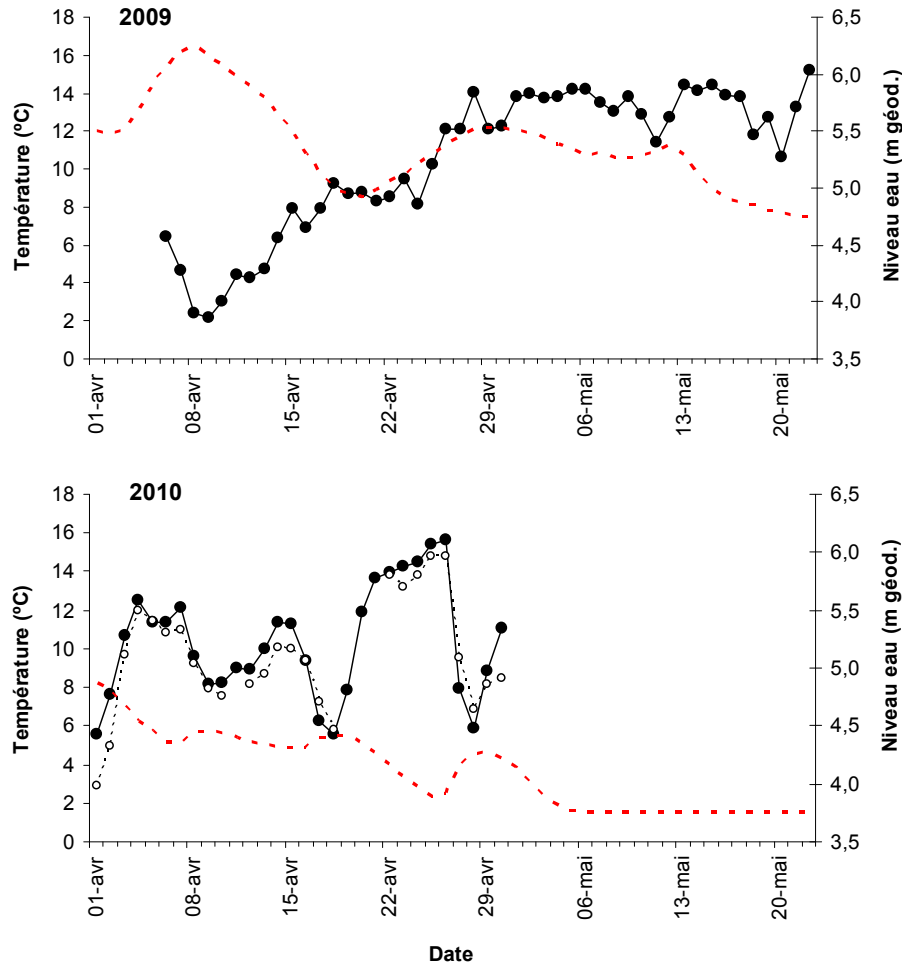 2009
Température (ºC)
18
16
14
12
10
8
6
4
2
0
6,5
6,0
5,5
5,0
4,5
4,0
3,5
Niveau eau (m géod.)
01-avr
08-avr
15-avr
22-avr
29-avr
06-mai
13-mai
20-mai
2010
Température (ºC)
18
16
14
12
10
8
6
4
2
0
6,5
6,0
5,5
5,0
4,5
4,0
3,5
Niveau eau (m géod.)
01-avr
08-avr
15-avr
22-avr
29-avr
06-mai
13-mai
20-mai
Date